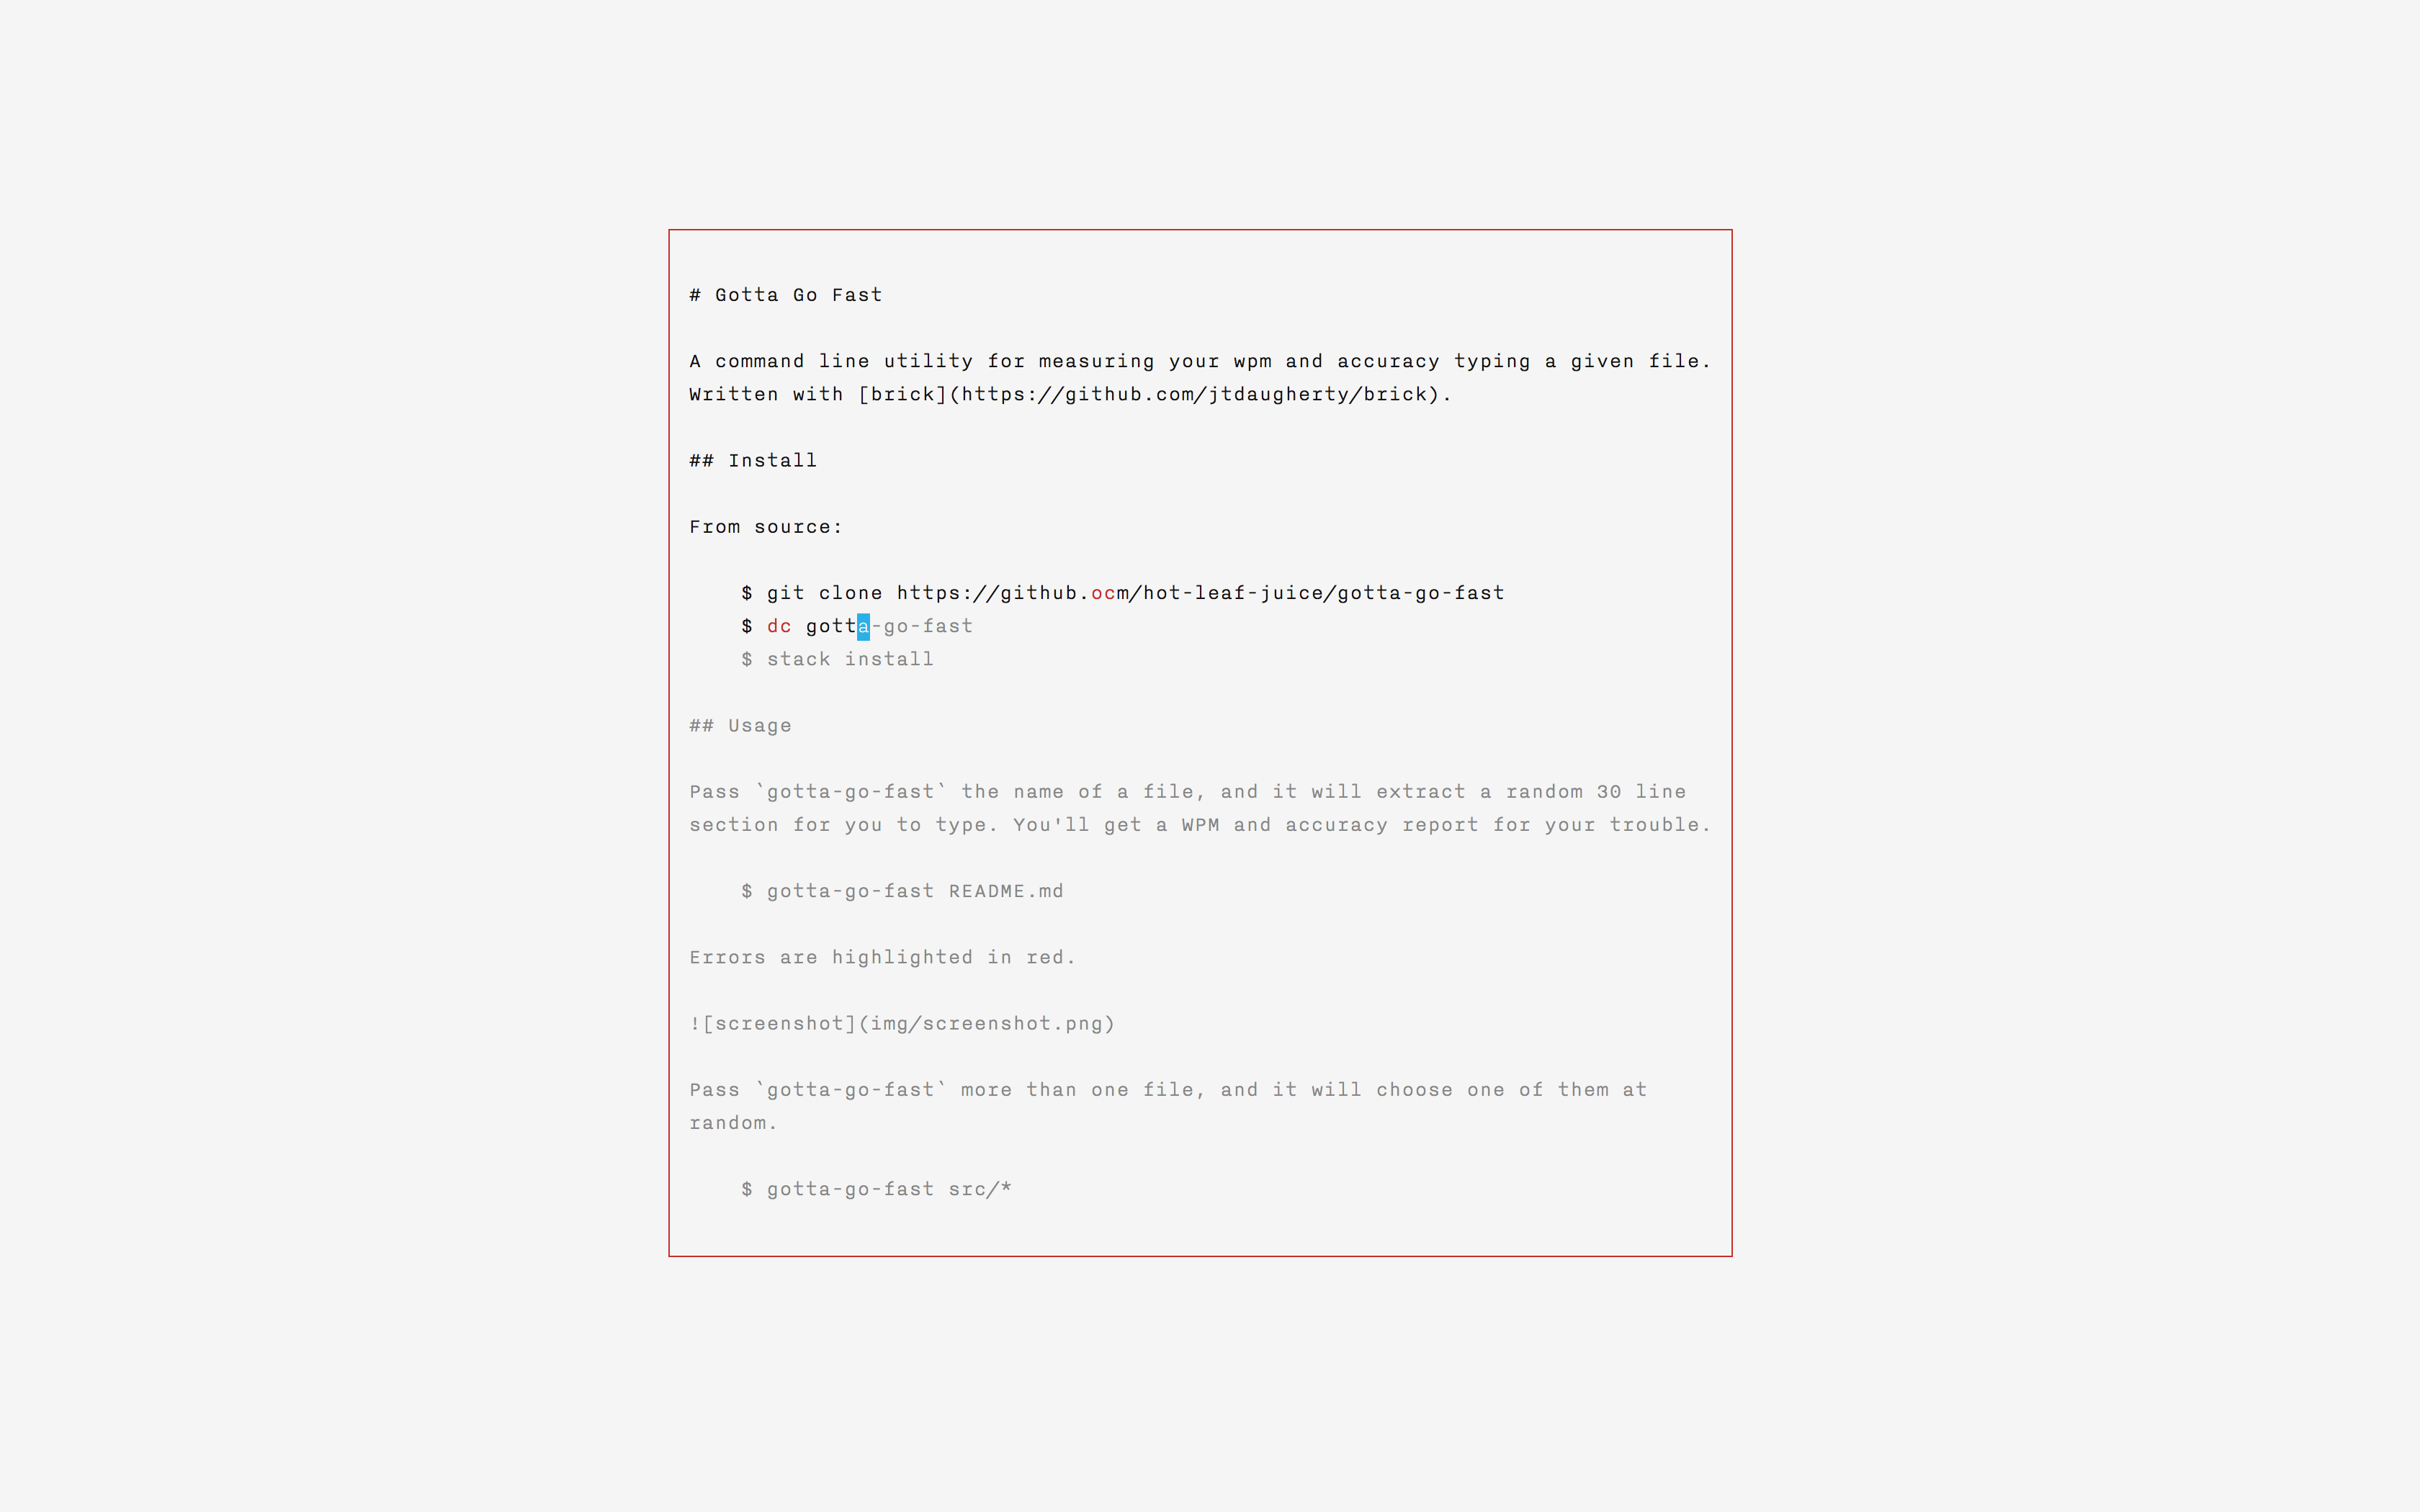 # Gotta Go Fast
A command line utility for measuring your wpm and accuracy typing a given file.
Written with [brick](https://github.com/jtdaugherty/brick).
## Install
From source:
$ git clone https://github.ocm/hot-leaf-juice/gotta-go-fast
$ dc gotta-go-fast
$ stack install
## Usage
Pass `gotta-go-fast` the name of a file, and it will extract a random 30 line
section for you to type. You'll get a WPM and accuracy report for your trouble.
$ gotta-go-fast README.md
Errors are highlighted in red.
![screenshot](img/screenshot.png)
Pass `gotta-go-fast` more than one file, and it will choose one of them at
random.
$ gotta-go-fast src/*